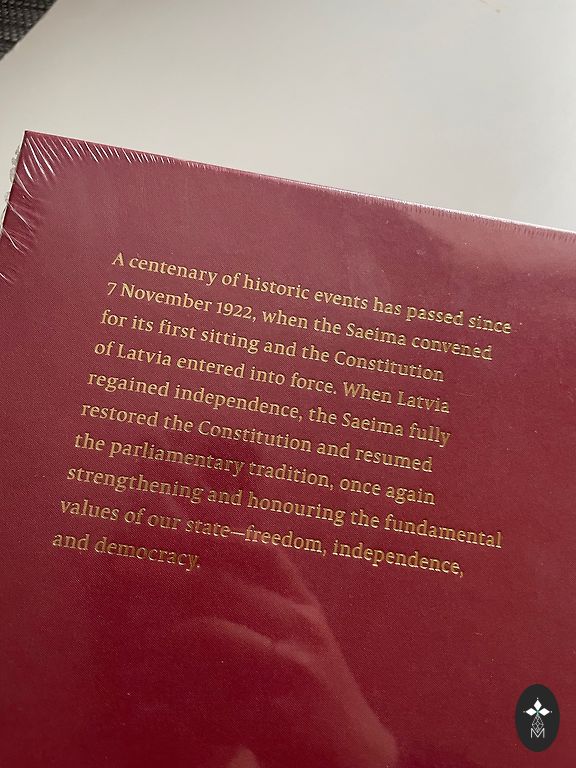 A centenary of historic events has passed since
7 November 1922, when the Saeima convened
for its first sitting and the Constitution
of Latvia entered into force. When Latvia
regained independence, the Saeima fully
restored the Constitution and resumed
the parliamentary tradition, once again
strengthening and honouring the fundamental
values of our state—freedom, independence,
and democracy.